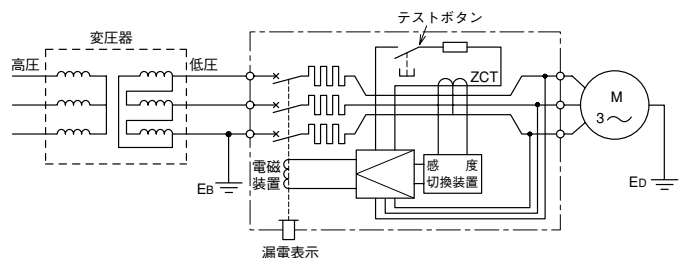 テストボタン
変圧器
高圧
低圧
ZCT
M
3～
電磁
装置
感 度
切換装置
EB
ED
漏電表示